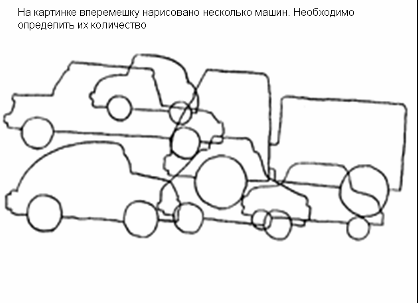 На картинке вперемешку нарисовано несколько машин. Необходимо
определить их количество